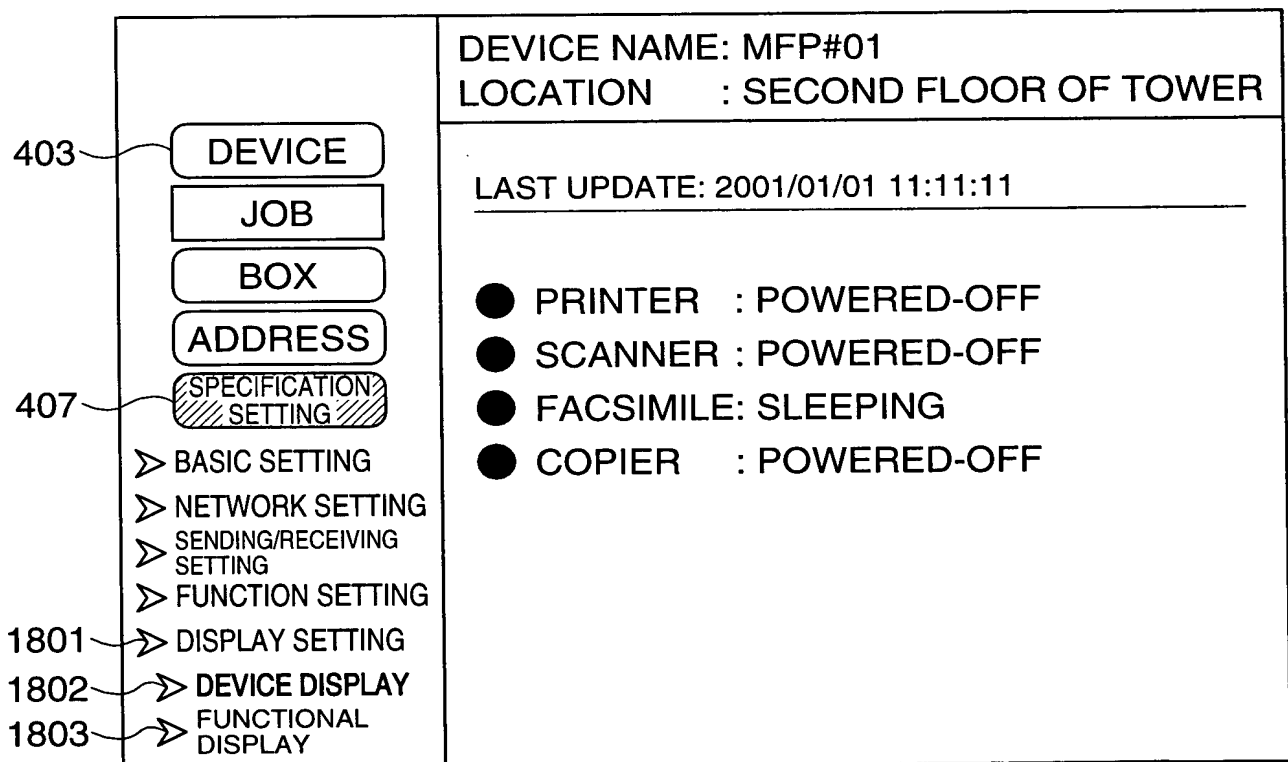 DEVICE NAME: MFP#01
LOCATION : SECOND FLOOR OF TOWER
403
DEVICE
JOB
BOX
ADDRESS
407
SPECIFICATION
SETTING
BASIC SETTING
NETWORK SETTING
SENDING/RECEIVING
SETTING
FUNCTION SETTING
1801
DISPLAY SETTING
1802
DEVICE DISPLAY
1803
FUNCTIONAL
DISPLAY
LAST UPDATE: 2001/01/01 11:11:11
PRINTER : POWERED-OFF
SCANNER : POWERED-OFF
FACSIMILE: SLEEPING
COPIER : POWERED-OFF